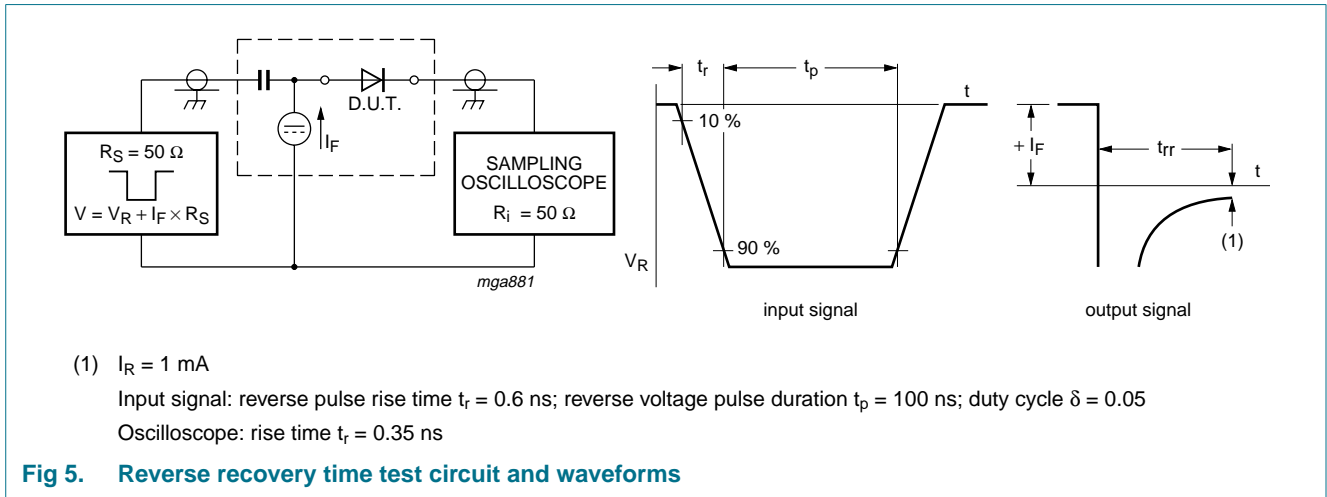 D.U.T.
I_F
R_S = 50 Ω
V = V_R + I_F × R_S
SAMPLING
OSCILLOSCOPE
R_i = 50 Ω
mga881
t_r
t_p
t
10 %
90 %
V_R
input signal
+ I_F
t_rr
t
(1)
output signal
(1) I_R = 1 mA
Input signal: reverse pulse rise time t_r = 0.6 ns; reverse voltage pulse duration t_p = 100 ns; duty cycle δ = 0.05
Oscilloscope: rise time t_r = 0.35 ns
Fig 5. Reverse recovery time test circuit and waveforms